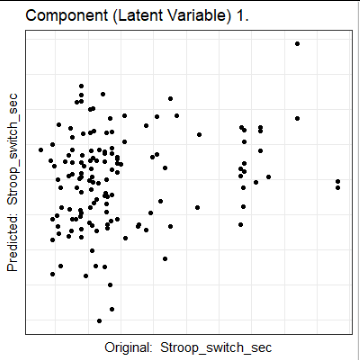 Component (Latent Variable) 1.
Predicted: Stroop_switch_sec
Original: Stroop_switch_sec